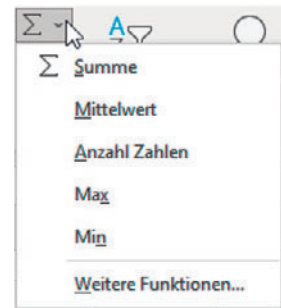 Σ
A
Σ Summe
Mittelwert
Anzahl Zahlen
Max
Min
Weitere Funktionen...